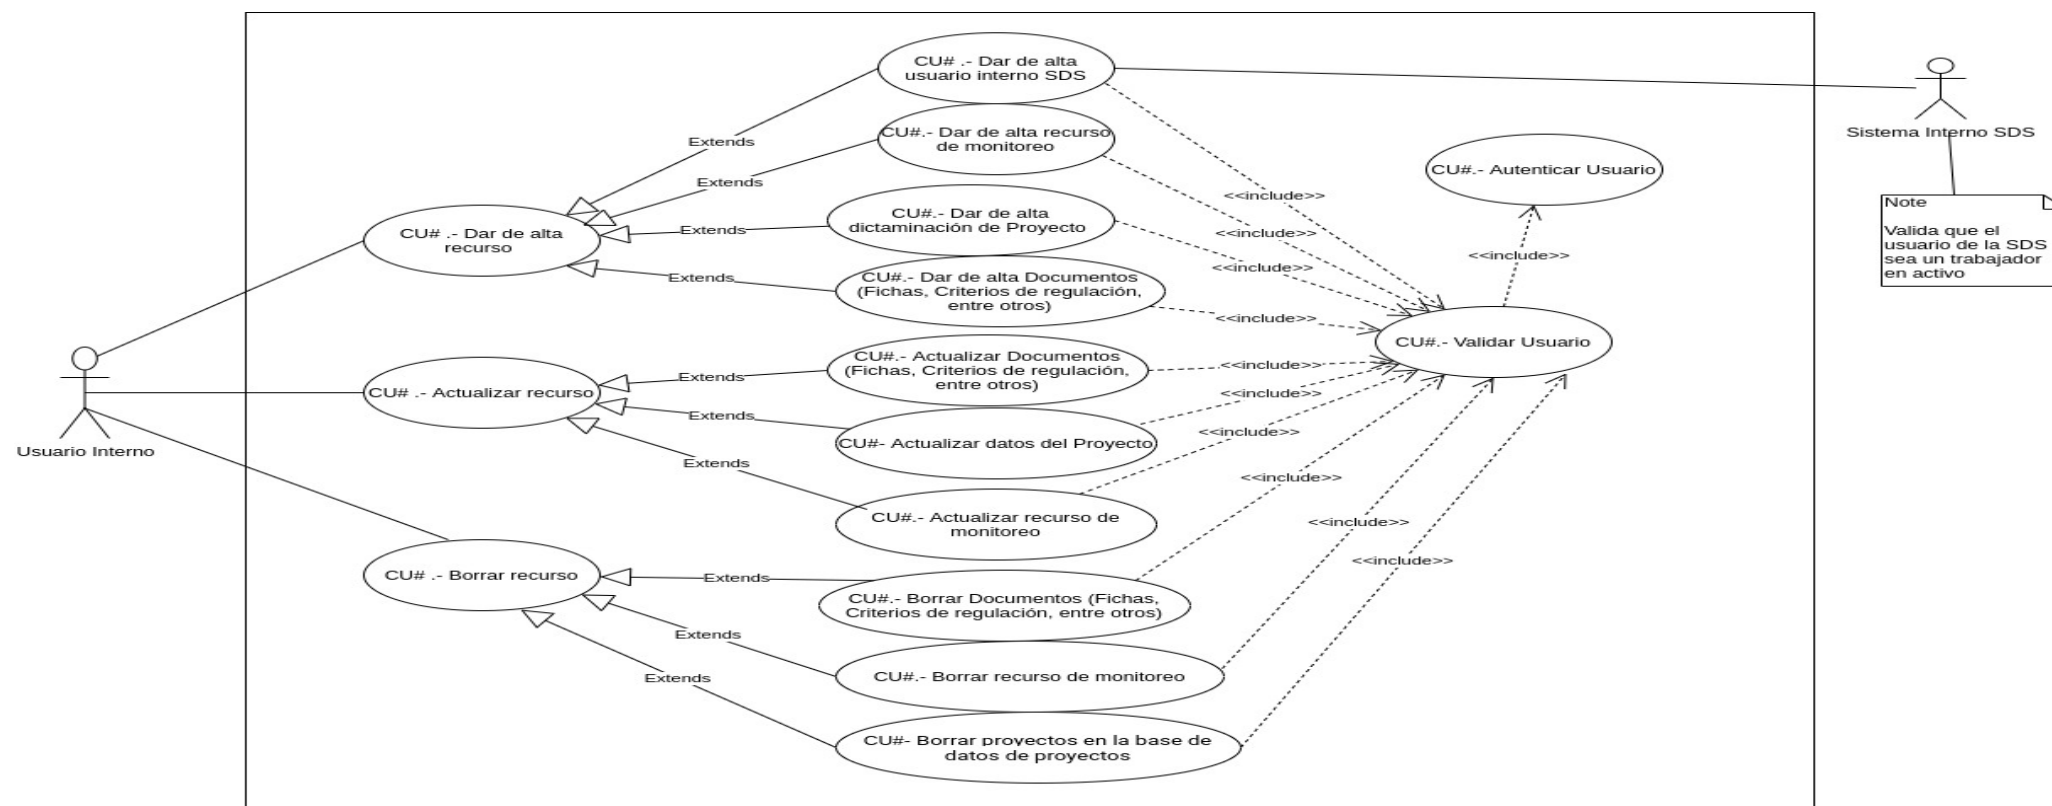 CU# .- Dar de alta
usuario interno SDS
CU#.- Dar de alta recurso
de monitoreo
CU#.- Dar de alta
dictaminación de Proyecto
CU#.- Dar de alta Documentos
(Fichas, Criterios de regulación,
entre otros)
CU#.- Actualizar Documentos
(Fichas, Criterios de regulación,
entre otros)
CU#- Actualizar datos del Proyecto
CU#.- Actualizar recurso de
monitoreo
CU#.- Borrar Documentos (Fichas,
Criterios de regulación, entre otros)
CU#.- Borrar recurso de monitoreo
CU#- Borrar proyectos en la base de
datos de proyectos
CU# .- Dar de alta
recurso
CU# .- Actualizar recurso
CU# .- Borrar recurso
Usuario Interno
Extends
Extends
Extends
Extends
Extends
Extends
Extends
Extends
Extends
Extends
<<include>>
<<include>>
<<include>>
<<include>>
<<include>>
<<include>>
<<include>>
<<include>>
<<include>>
<<include>>
<<include>>
CU#.- Autenticar Usuario
CU#.- Validar Usuario
Sistema Interno SDS
Note
Valida que el
usuario de la SDS
sea un trabajador
en activo